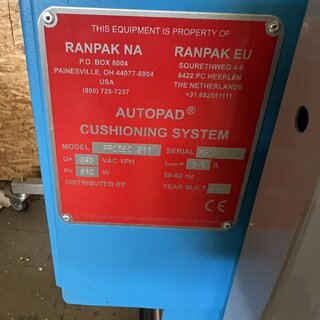 THIS EQUIPMENT IS PROPERTY OF
RANPAK NA RANPAK EU
P.O. BOX 8004 SOURETHWEG 4-6
PAINESVILLE, OH 44077-8004 6422 PC HEERLEN
USA THE NETHERLANDS
(800) 726-7257 +31 882551111
AUTOPAD®
CUSHIONING SYSTEM
MODEL SERIAL
U= 240 VAC 1PH Inom= A
P= 810 W 50-60 Hz
DISTRIBUTED BY YEAR BUILT
CE